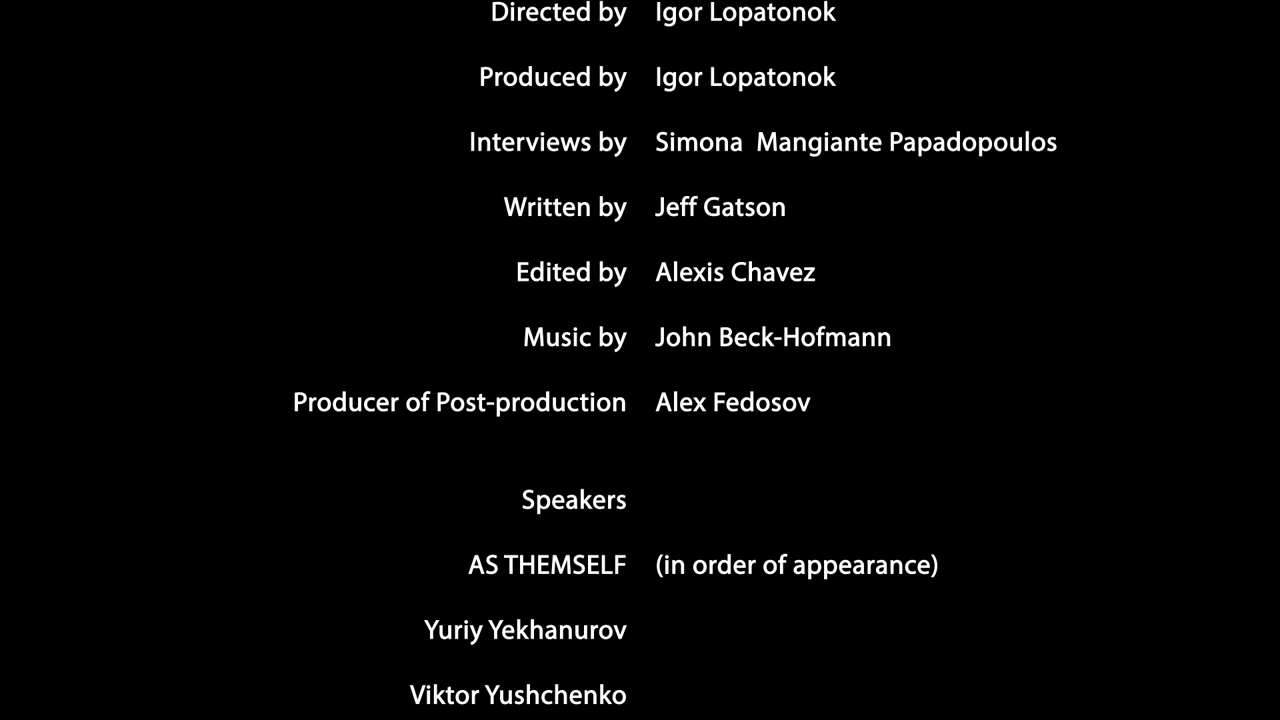 Directed by Igor Lopatonok
Produced by Igor Lopatonok
Interviews by Simona  Mangiante Papadopoulos
Written by Jeff Gatson
Edited by Alexis Chavez
Music by John Beck-Hofmann
Producer of Post-production Alex Fedosov
Speakers
AS THEMSELF (in order of appearance)
Yuriy Yekhanurov
Viktor Yushchenko